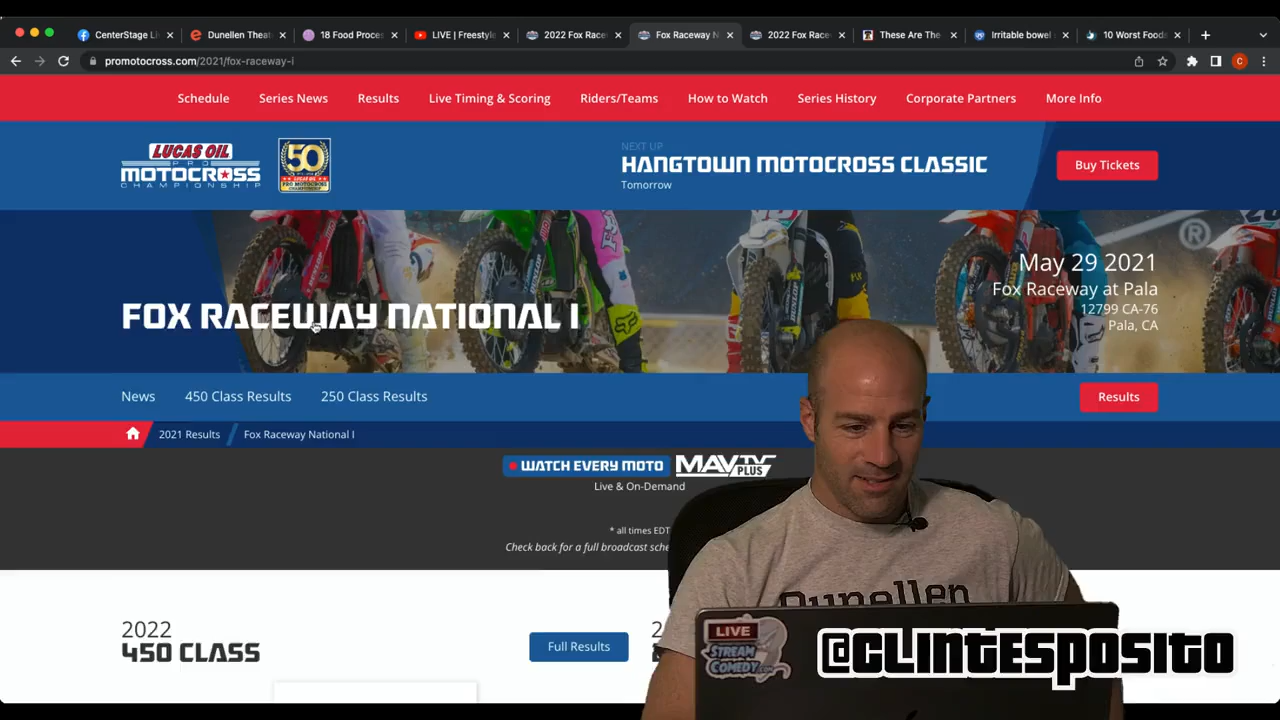 CenterStage Li
Dunellen Theat
18 Food Proces
LIVE | Freestyle
2022 Fox Race
Fox Raceway N
2022 Fox Race
These Are The
Irritable bowel s
10 Worst Foods
promotocross.com/2021/fox-raceway-i
C
Schedule
Series News
Results
Live Timing & Scoring
Riders/Teams
How to Watch
Series History
Corporate Partners
More Info
LUCAS OIL
PRO
MOTOCROSS
CHAMPIONSHIP
50
NEXT UP
HANGTOWN MOTOCROSS CLASSIC
Tomorrow
Buy Tickets
FOX RACEWAY NATIONAL I
May 29 2021
Fox Raceway at Pala
12799 CA-76
Pala, CA
News
450 Class Results
250 Class Results
Results
2021 Results
Fox Raceway National I
WATCH EVERY MOTO
MAVTV
PLUS
Live & On-Demand
* all times EDT
Check back for a full broadcast sche
2022
450 CLASS
Full Results
2
Dunellen
LIVE
STREAM
COMEDY.com
@CLINTESPOSITO